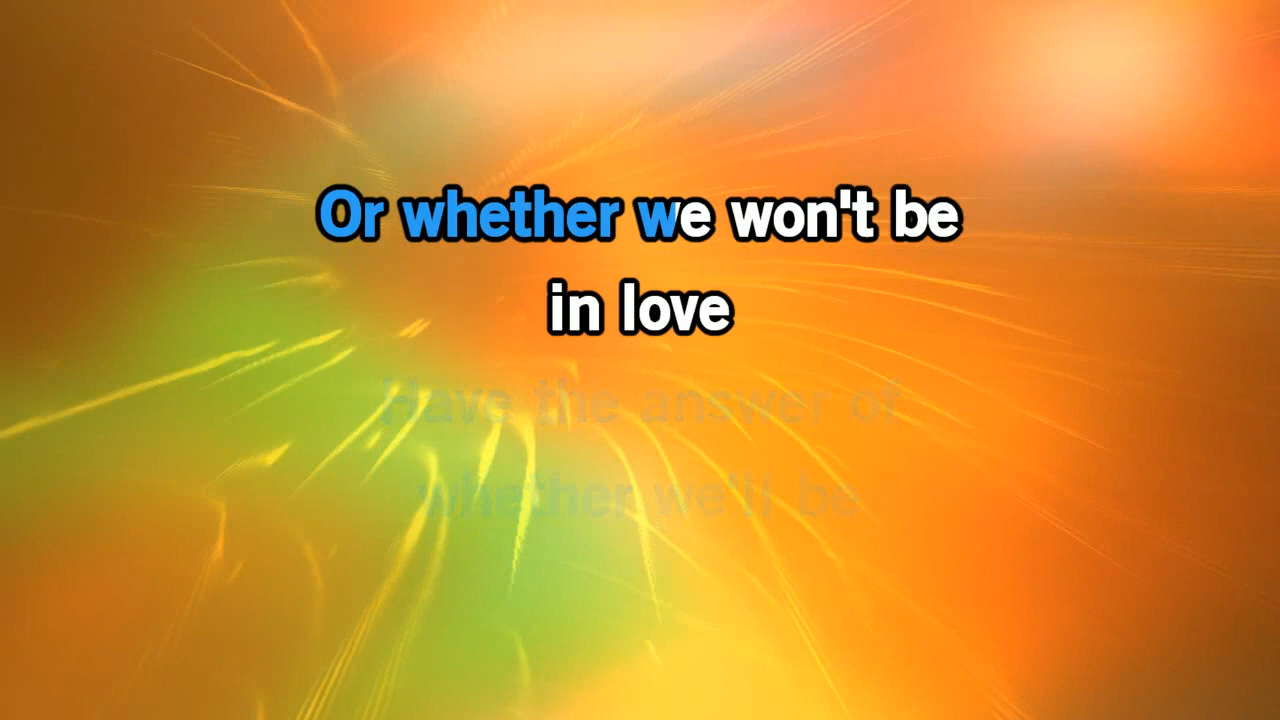 Or whether we won't be
in love
Have the answer of
whether we'll be